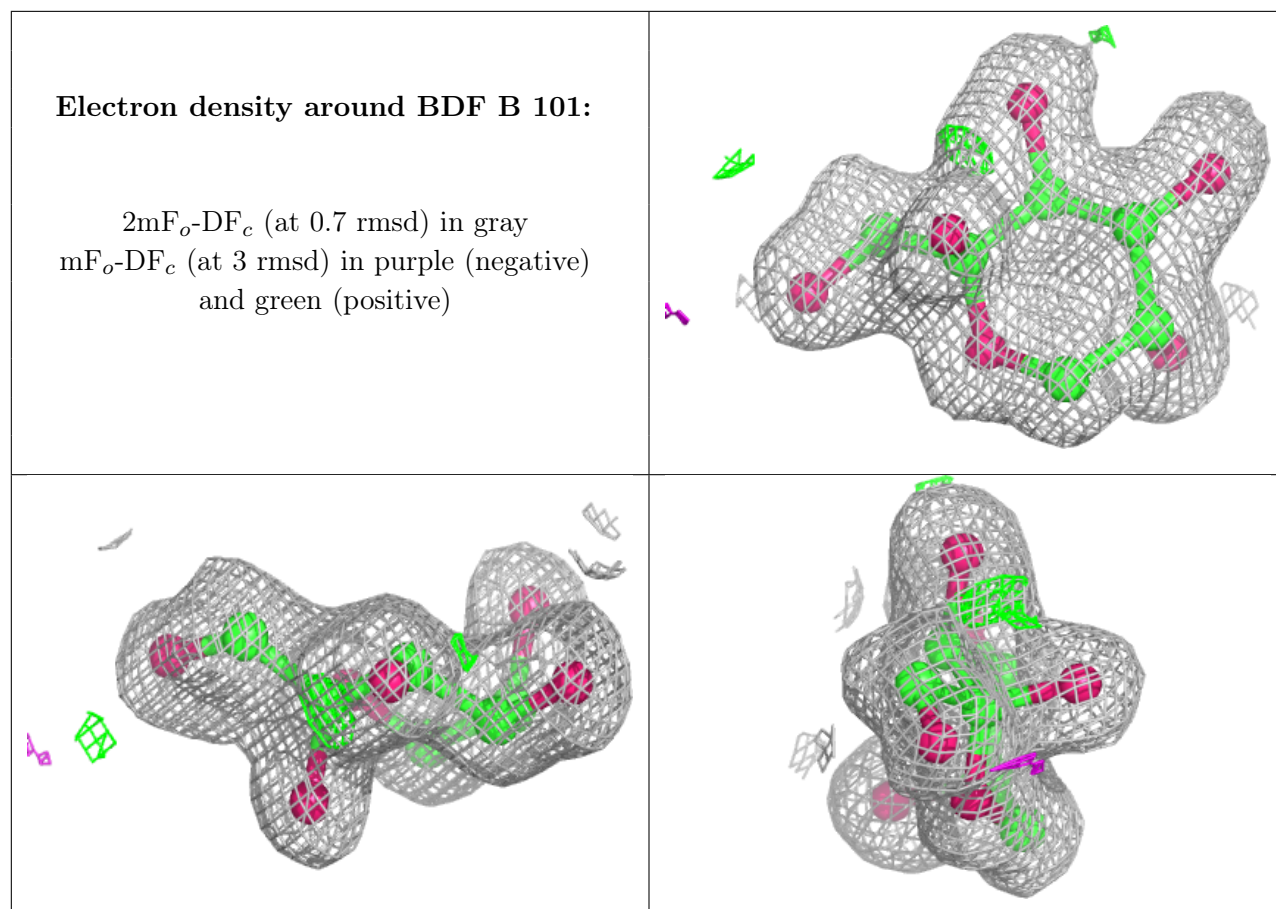 Electron density around BDF B 101:
2mFo-DFc (at 0.7 rmsd) in gray
mFo-DFc (at 3 rmsd) in purple (negative)
and green (positive)